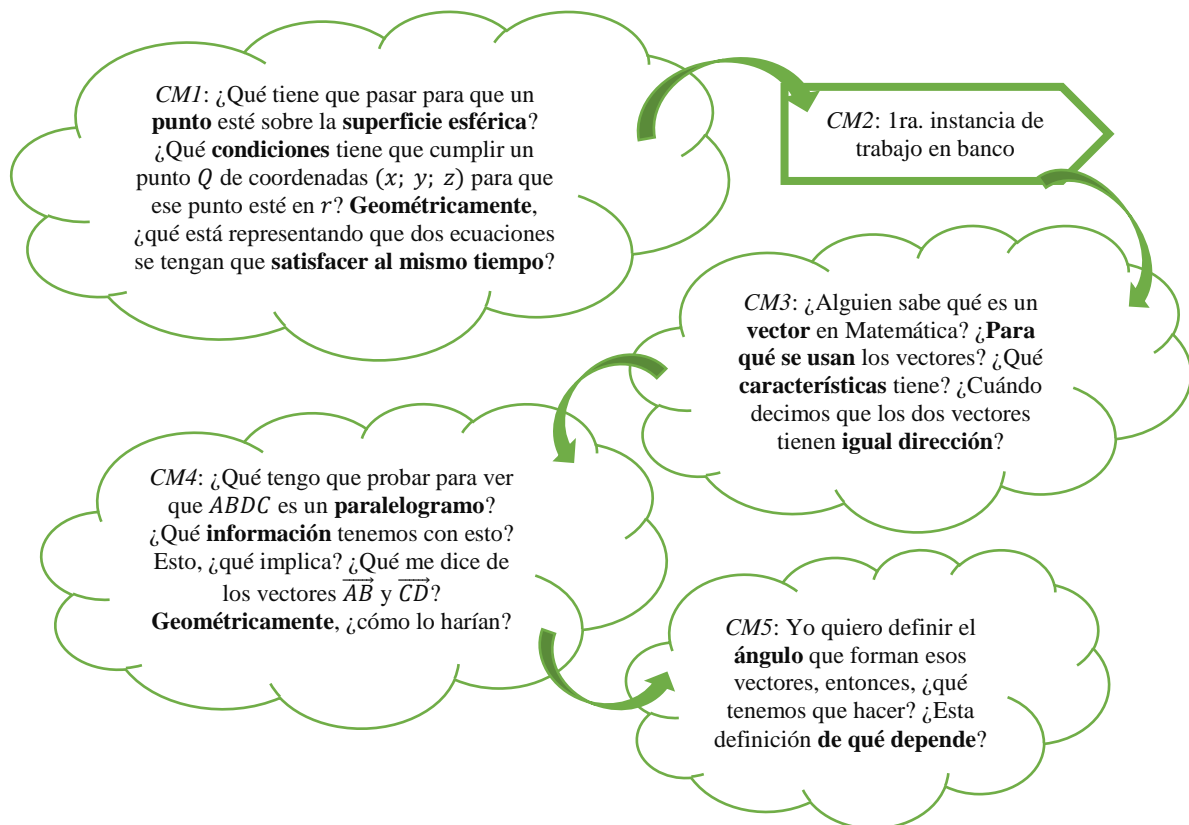 CM1: ¿Qué tiene que pasar para que un
punto esté sobre la superficie esférica?
¿Qué condiciones tiene que cumplir un
punto Q de coordenadas (x; y; z) para que
ese punto esté en r? Geométricamente,
¿qué está representando que dos ecuaciones
se tengan que satisfacer al mismo tiempo?
CM2: 1ra. instancia de
trabajo en banco
CM3: ¿Alguien sabe qué es un
vector en Matemática? ¿Para
qué se usan los vectores? ¿Qué
características tiene? ¿Cuándo
decimos que los dos vectores
tienen igual dirección?
CM4: ¿Qué tengo que probar para ver
que ABDC es un paralelogramo?
¿Qué información tenemos con esto?
Esto, ¿qué implica? ¿Qué me dice de
los vectores \overrightarrow{AB} y \overrightarrow{CD}?
Geométricamente, ¿cómo lo harían?
CM5: Yo quiero definir el
ángulo que forman esos
vectores, entonces, ¿qué
tenemos que hacer? ¿Esta
definición de qué depende?